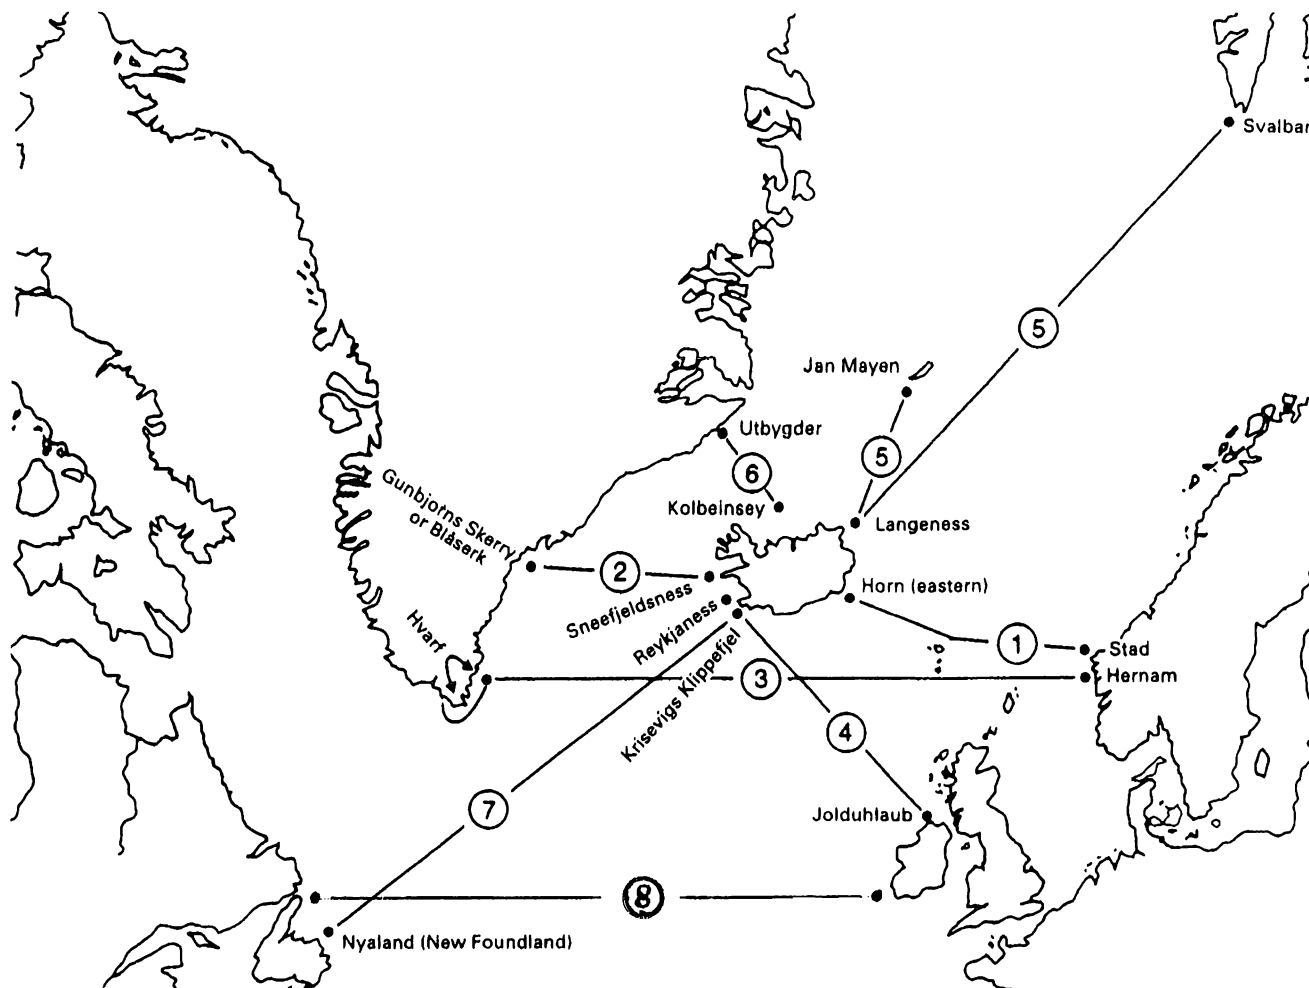 Svalbar
5
Jan Mayen
Utbygder
5
6
Gunbjorns Skerry
or Blåserk
Kolbeinsey
Langeness
2
Horn (eastern)
Sneefjeldsness
Reykjaness
Hvarf
1
Stad
3
Hernam
Krisevigs Klippefjel
4
7
Jolduhlaub
8
Nyaland (New Foundland)